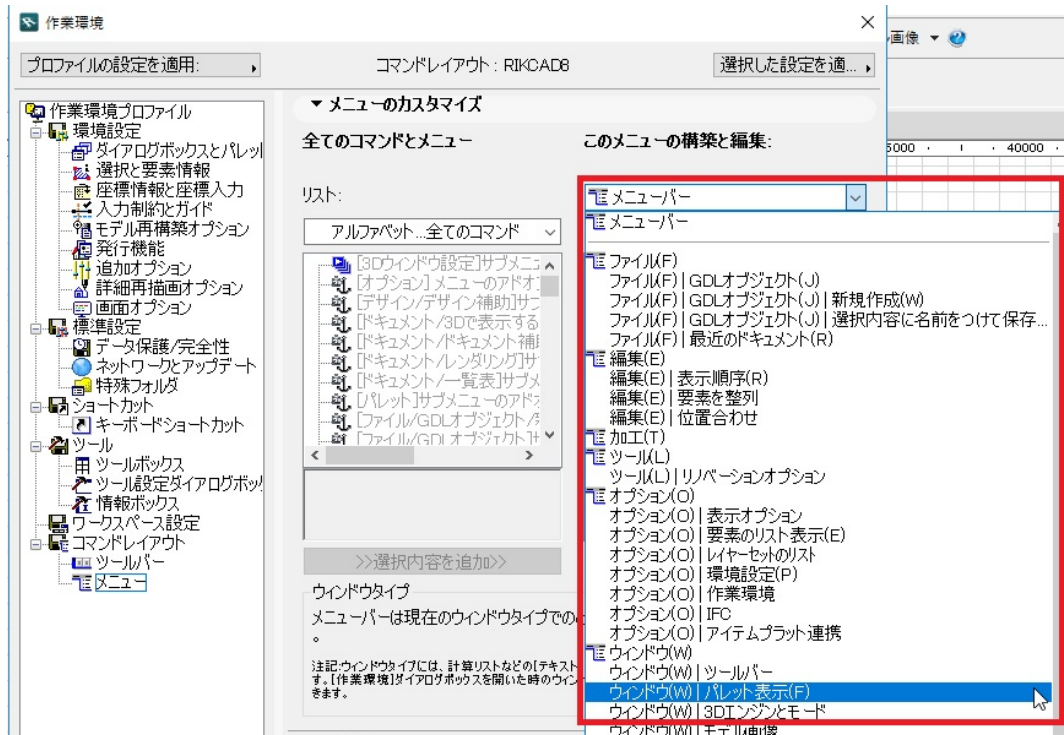 作業環境
プロファイルの設定を適用:
コマンドレイアウト : RIKCAD8
選択した設定を適...
作業環境プロファイル
環境設定
ダイアログボックスとパレッ
選択と要素情報
座標情報と座標入力
入力制約とガイド
モデル再構築オプション
発行機能
追加オプション
詳細再描画オプション
画面オプション
標準設定
データ保護/完全性
ネットワークとアップデート
特殊フォルダ
ショートカット
キーボードショートカット
ツール
ツールボックス
ツール設定ダイアログボッ
情報ボックス
ワークスペース設定
コマンドレイアウト
ツールバー
メニュー
メニューのカスタマイズ
全てのコマンドとメニュー
リスト:
アルファベット...全てのコマンド
[3Dウィンドウ設定]サブメニュ
[オプション] メニューのアドオ
[デザイン/デザイン補助]サブ
[ドキュメント/3Dで表示する
[ドキュメント/ドキュメント補
[ドキュメント/レンダリング]サ
[ドキュメント/一覧表]サブメ
[パレット]サブメニューのアドオ
[ファイル/GDLオブジェクト/
[ファイル/GDLオブジェクト]サ
>>選択内容を追加>>
ウィンドウタイプ
メニューバーは現在のウィンドウタイプでの
。
注記:ウィンドウタイプには、計算リストなどの[テキスト
す。[作業環境]ダイアログボックスを開いた時のウィン
きます。
このメニューの構築と編集:
メニューバー
メニューバー
ファイル(F)
ファイル(F) | GDLオブジェクト(J)
ファイル(F) | GDLオブジェクト(J) | 新規作成(W)
ファイル(F) | GDLオブジェクト(J) | 選択内容に名前をつけて保存...
ファイル(F) | 最近のドキュメント(R)
編集(E)
編集(E) | 表示順序(R)
編集(E) | 要素を整列
編集(E) | 位置合わせ
加工(T)
ツール(L)
ツール(L) | リノベーションオプション
オプション(O)
オプション(O) | 表示オプション
オプション(O) | 要素のリスト表示(E)
オプション(O) | レイヤーセットのリスト
オプション(O) | 環境設定(P)
オプション(O) | 作業環境
オプション(O) | IFC
オプション(O) | アイテムプラット連携
ウィンドウ(W)
ウィンドウ(W) | ツールバー
ウィンドウ(W) | パレット表示(F)
ウィンドウ(W) | 3Dエンジンとモード
ウィンドウ(W) | モデル画像
画像
5000
40000